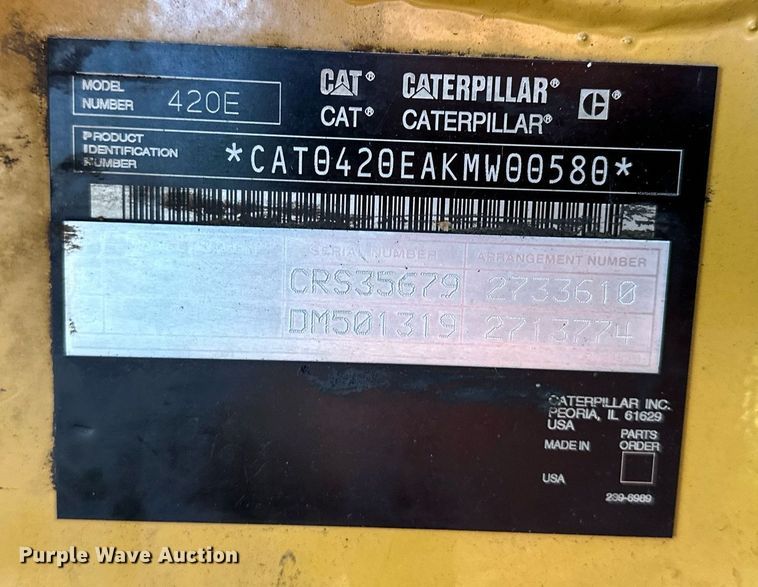 MODEL
NUMBER 420E
CAT® CATERPILLAR® C®
CAT® CATERPILLAR®
PRODUCT
IDENTIFICATION
NUMBER *CAT0420EAKMW00580*
SERIAL NUMBER ARRANGEMENT NUMBER
CRS35679 2733610
DM501319 2713774
CATERPILLAR INC.
PEORIA, IL 61629
USA
MADE IN
USA
PARTS
ORDER
239-6989
Purple Wave Auction